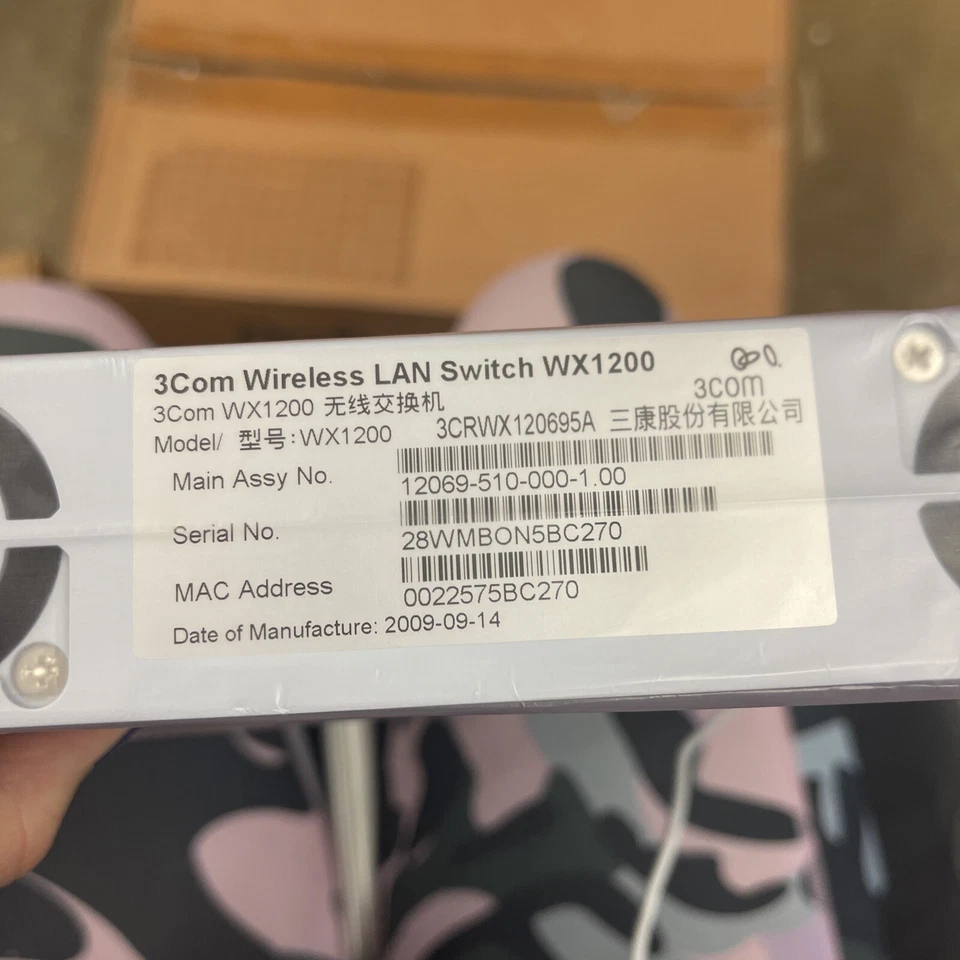 3Com Wireless LAN Switch WX1200
3Com WX1200 无线交换机
3COM
Model/ 型号:WX1200
3CRWX120695A 三康股份有限公司
Main Assy No.
12069-510-000-1.00
Serial No.
28WMBON5BC270
MAC Address
0022575BC270
Date of Manufacture: 2009-09-14